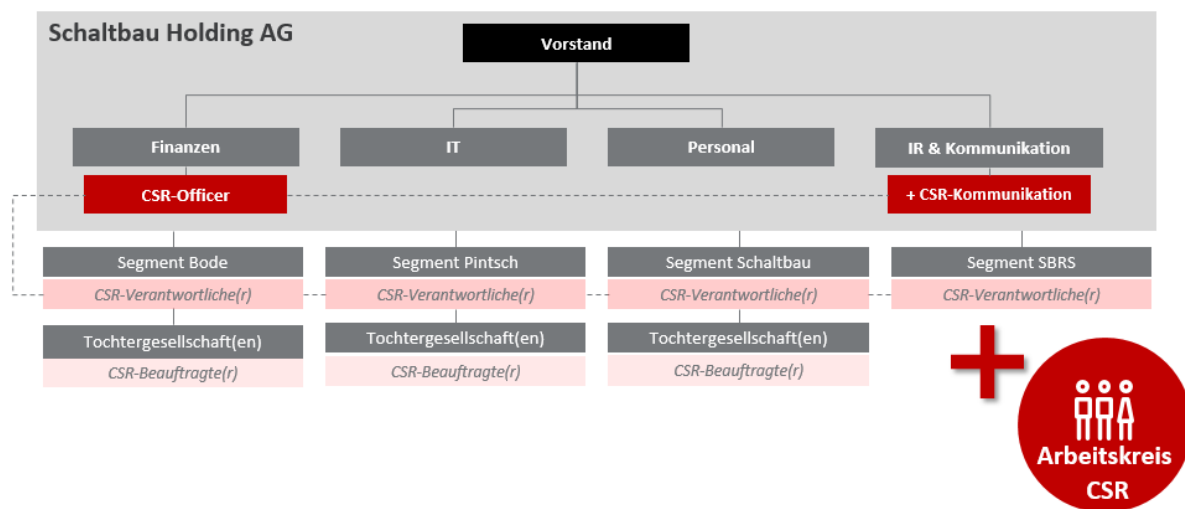 Schaltbau Holding AG
Vorstand
Finanzen
IT
Personal
IR & Kommunikation
CSR-Officer
+ CSR-Kommunikation
Segment Bode
Segment Pintsch
Segment Schaltbau
Segment SBRS
CSR-Verantwortliche(r)
CSR-Verantwortliche(r)
CSR-Verantwortliche(r)
CSR-Verantwortliche(r)
Tochtergesellschaft(en)
Tochtergesellschaft(en)
Tochtergesellschaft(en)
CSR-Beauftragte(r)
CSR-Beauftragte(r)
CSR-Beauftragte(r)
Arbeitskreis
CSR